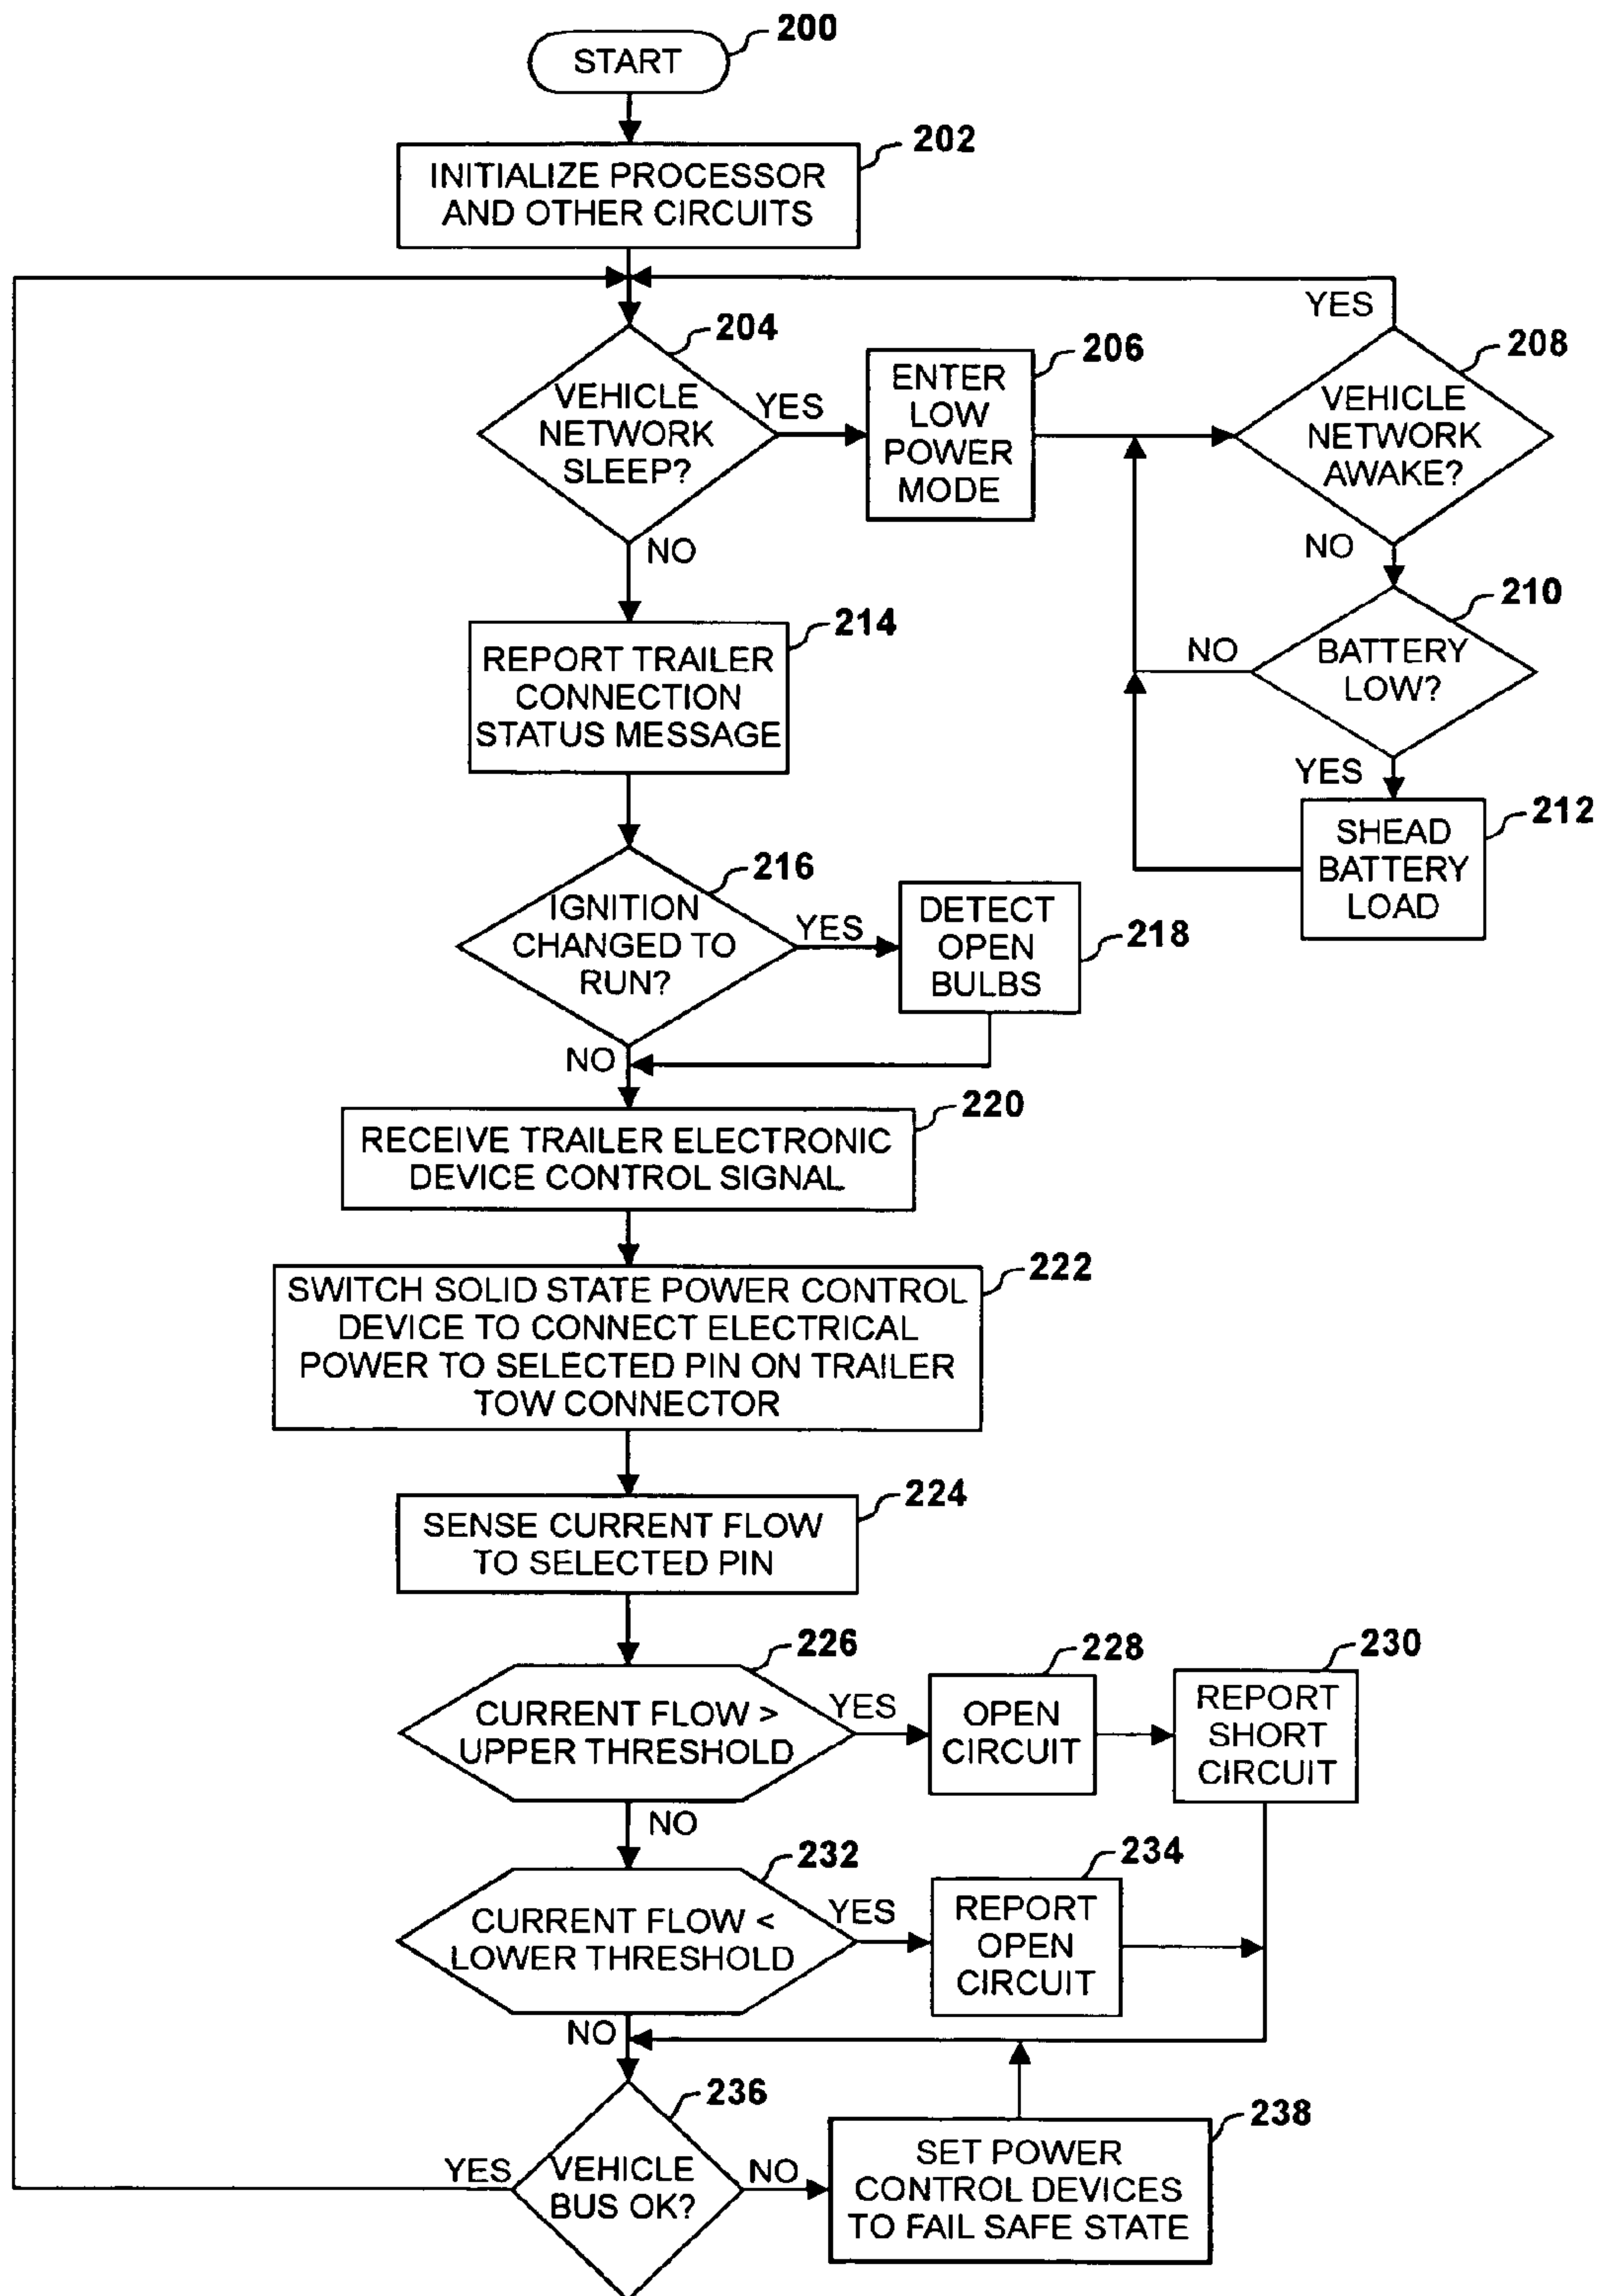 200
START
202
INITIALIZE PROCESSOR
AND OTHER CIRCUITS
YES
204
VEHICLE
NETWORK
SLEEP?
YES
NO
206
ENTER
LOW
POWER
MODE
208
VEHICLE
NETWORK
AWAKE?
NO
210
BATTERY
LOW?
NO
YES
212
SHEAD
BATTERY
LOAD
214
REPORT TRAILER
CONNECTION
STATUS MESSAGE
216
IGNITION
CHANGED TO
RUN?
YES
NO
218
DETECT
OPEN
BULBS
220
RECEIVE TRAILER ELECTRONIC
DEVICE CONTROL SIGNAL
222
SWITCH SOLID STATE POWER CONTROL
DEVICE TO CONNECT ELECTRICAL
POWER TO SELECTED PIN ON TRAILER
TOW CONNECTOR
224
SENSE CURRENT FLOW
TO SELECTED PIN
226
CURRENT FLOW >
UPPER THRESHOLD
YES
NO
228
OPEN
CIRCUIT
230
REPORT
SHORT
CIRCUIT
232
CURRENT FLOW <
LOWER THRESHOLD
YES
NO
234
REPORT
OPEN
CIRCUIT
236
VEHICLE
BUS OK?
YES
NO
238
SET POWER
CONTROL DEVICES
TO FAIL SAFE STATE